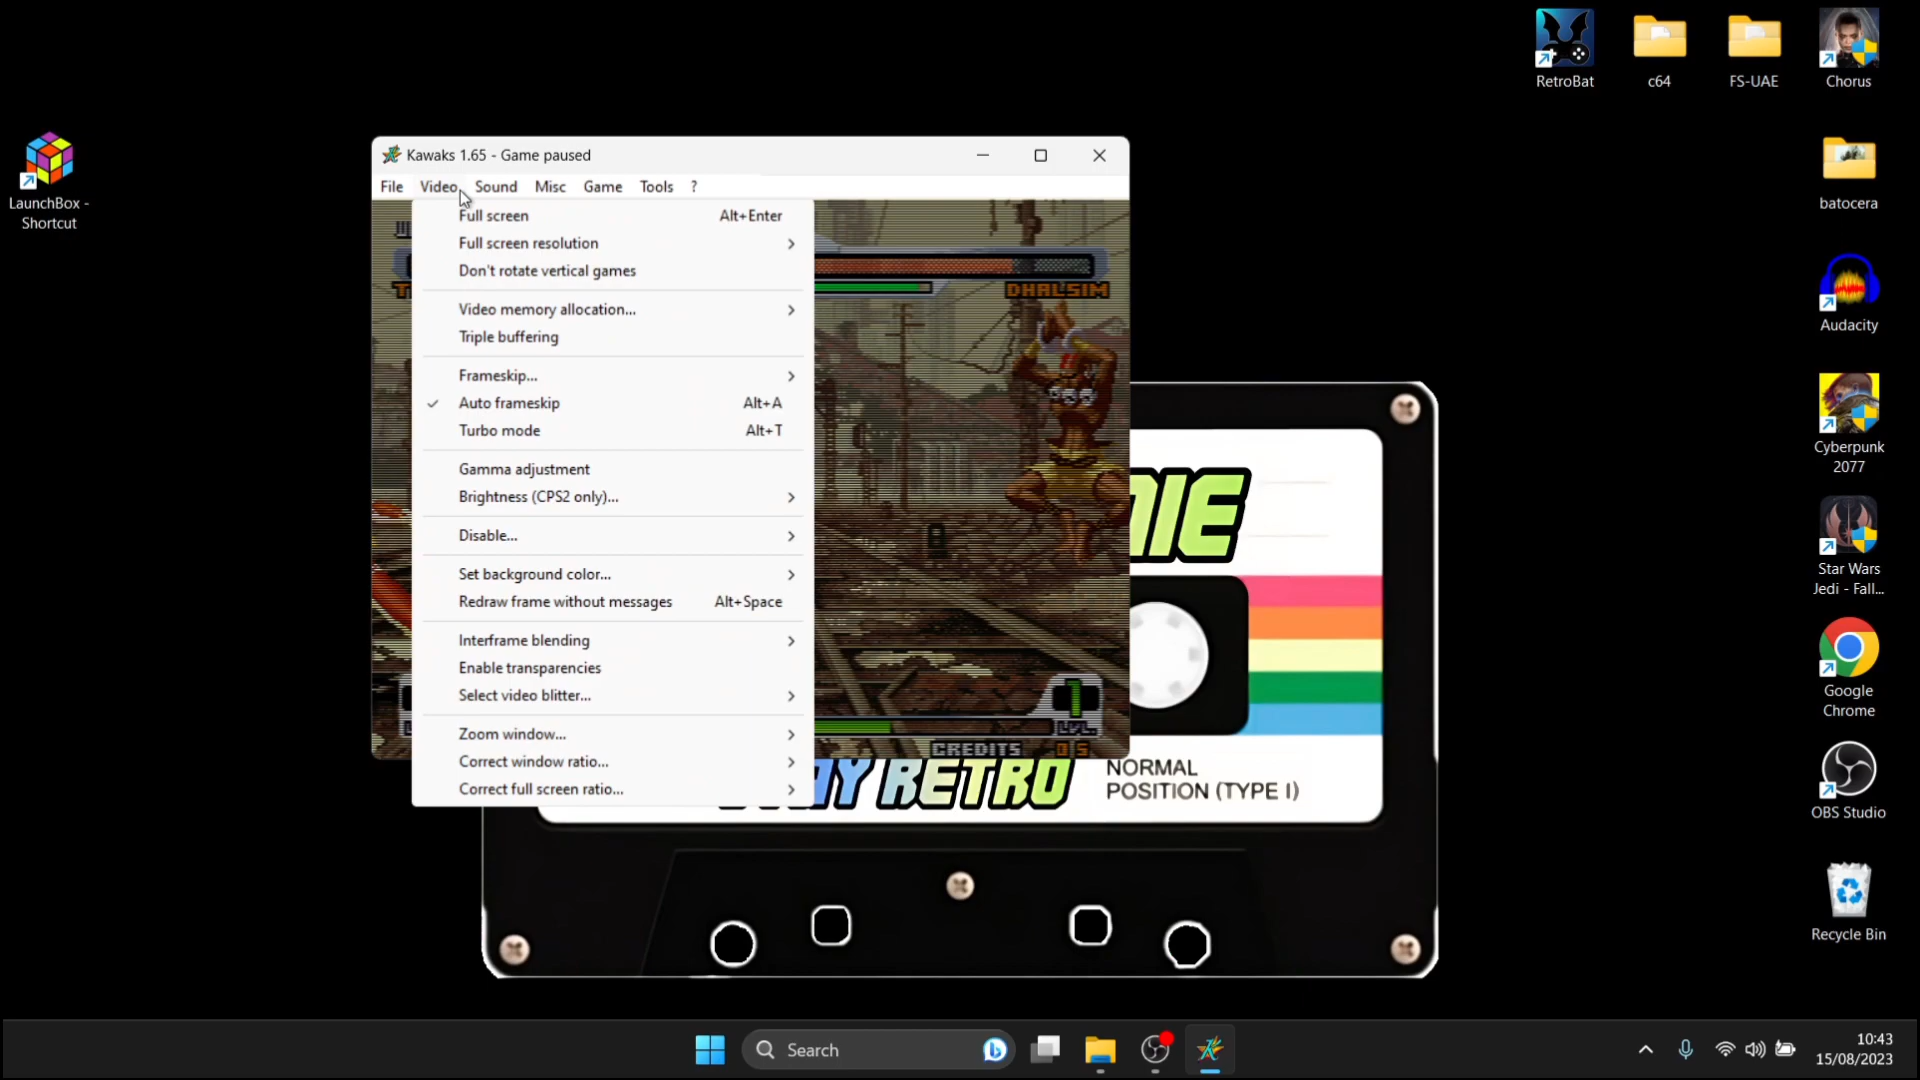 RetroBat
c64
FS-UAE
Chorus
LaunchBox -
Shortcut
Kawaks 1.65 - Game paused
File Video Sound Misc Game Tools ?
Full screen Alt+Enter
Full screen resolution
Don't rotate vertical games
Video memory allocation...
Triple buffering
Frameskip...
Auto frameskip Alt+A
Turbo mode Alt+T
Gamma adjustment
Brightness (CPS2 only)...
Disable...
Set background color...
Redraw frame without messages Alt+Space
Interframe blending
Enable transparencies
Select video blitter...
Zoom window...
Correct window ratio...
Correct full screen ratio...
DHALSIM
1
LVL
CREDITS 05
RETRO
NORMAL
POSITION (TYPE I)
batocera
Audacity
Cyberpunk
2077
Star Wars
Jedi - Fall...
Google
Chrome
OBS Studio
Recycle Bin
Search
10:43
15/08/2023